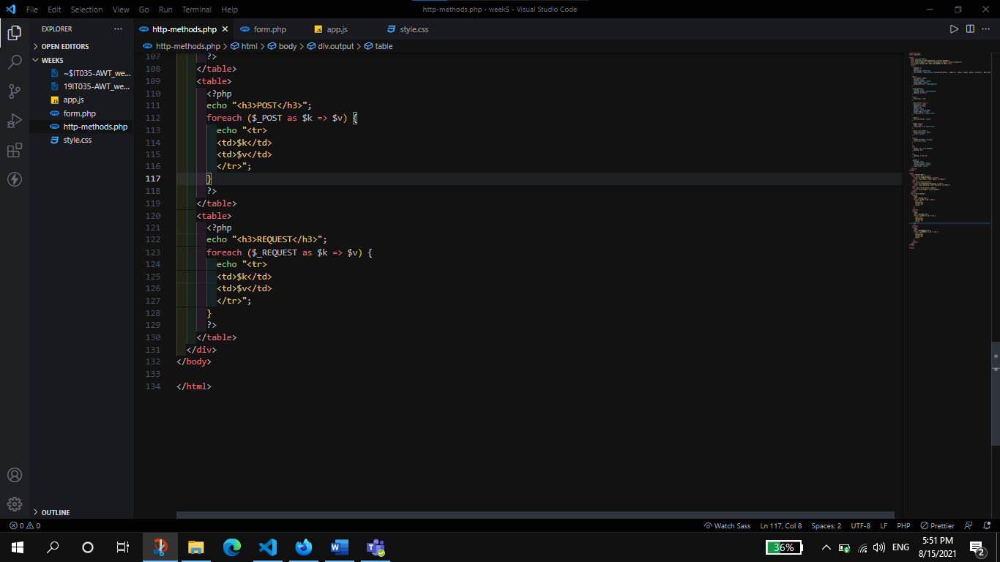 File Edit Selection View Go Run Terminal Help
http-methods.php - week5 - Visual Studio Code
EXPLORER
http-methods.php
form.php
app.js
style.css
http-methods.php > html > body > div.output > table
OPEN EDITORS
WEEK5
~$IT035-AWT_we...
19IT035-AWT_we...
app.js
form.php
http-methods.php
style.css
OUTLINE
107 ?>
108 </table>
109 <table>
110 <?php
111 echo "<h3>POST</h3>";
112 foreach ($_POST as $k => $v) {
113 echo "<tr>
114 <td>$k</td>
115 <td>$v</td>
116 </tr>";
117 }
118 ?>
119 </table>
120 <table>
121 <?php
122 echo "<h3>REQUEST</h3>";
123 foreach ($_REQUEST as $k => $v) {
124 echo "<tr>
125 <td>$k</td>
126 <td>$v</td>
127 </tr>";
128 }
129 ?>
130 </table>
131 </div>
132 </body>
133
134 </html>
0 0
Watch Sass Ln 117, Col 8 Spaces: 2 UTF-8 LF PHP Prettier
36%
ENG
5:51 PM
8/15/2021
2